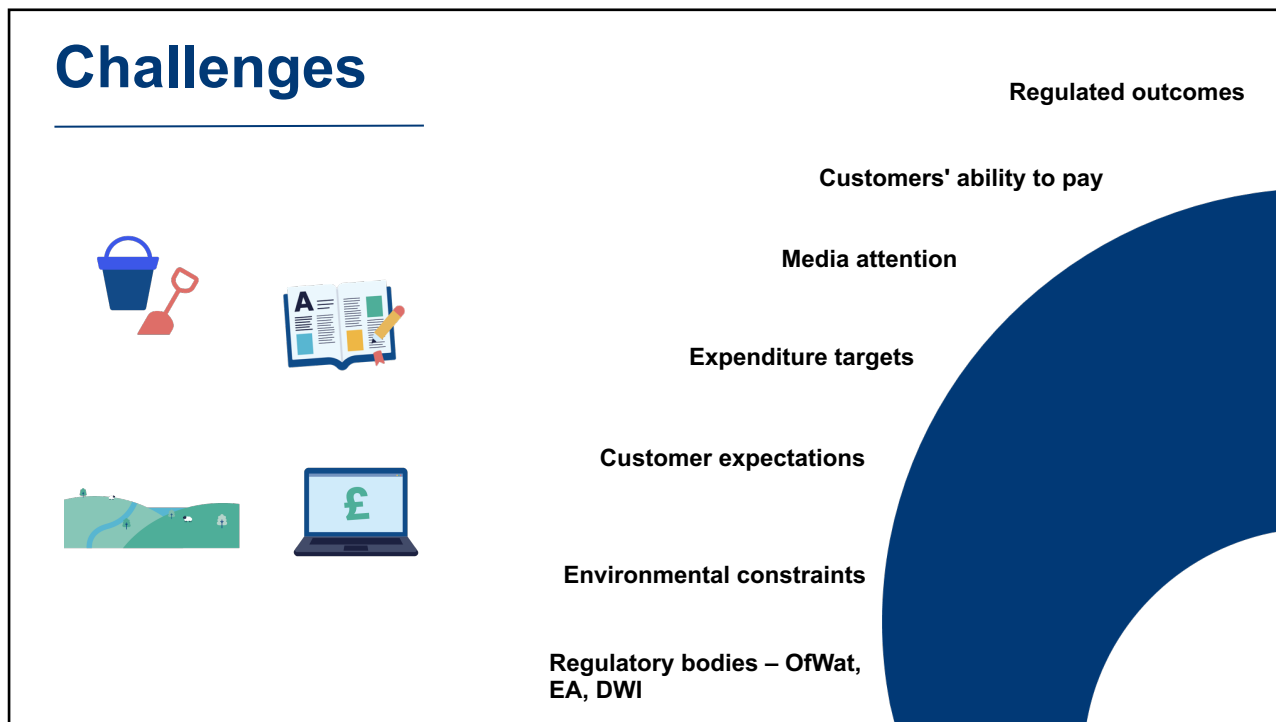 Challenges
Regulated outcomes
Customers' ability to pay
Media attention
Expenditure targets
Customer expectations
Environmental constraints
Regulatory bodies – OfWat,
EA, DWI
A
£